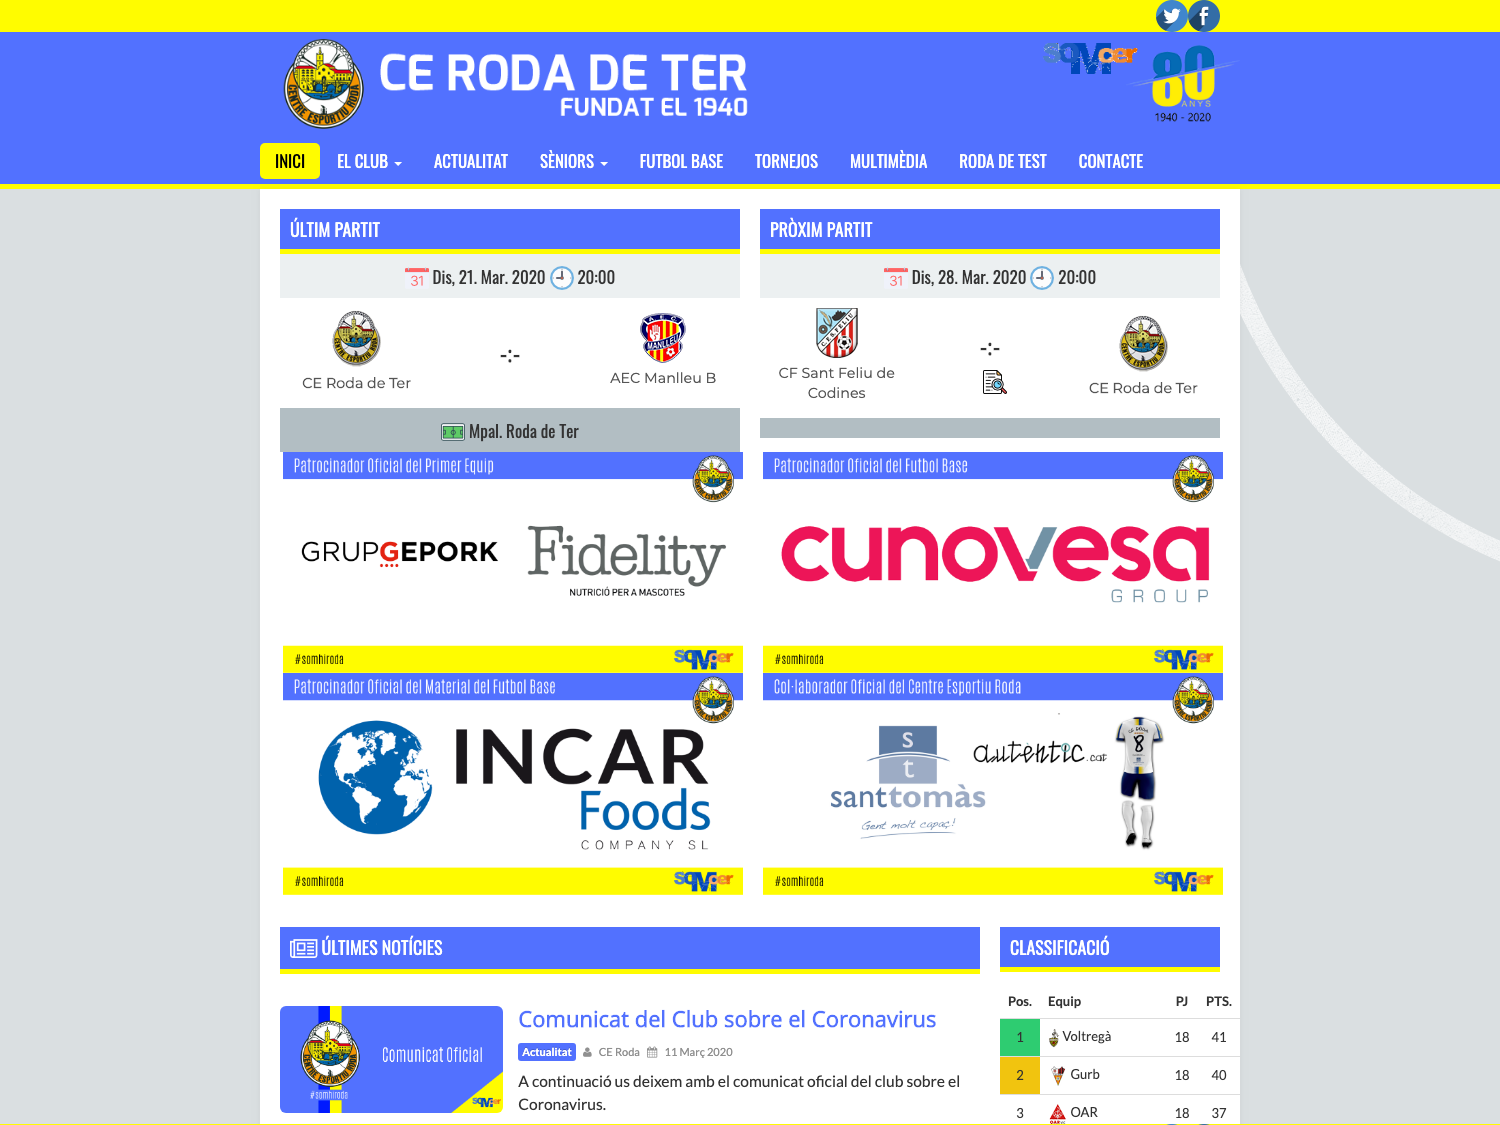 CE RODA DE TER
FUNDAT EL 1940
sqMcer
80
ANYS
1940 - 2020
INICI
EL CLUB
ACTUALITAT
SÈNIORS
FUTBOL BASE
TORNEJOS
MULTIMÈDIA
RODA DE TEST
CONTACTE
ÚLTIM PARTIT
31 Dis, 21. Mar. 2020 20:00
CE Roda de Ter
-:-
AEC Manlleu B
Mpal. Roda de Ter
PRÒXIM PARTIT
31 Dis, 28. Mar. 2020 20:00
CF Sant Feliu de
Codines
-:-
CE Roda de Ter
Patrocinador Oficial del Primer Equip
GRUPGEPORK
Fidelity
NUTRICIÓ PER A MASCOTES
#somhiroda
Patrocinador Oficial del Futbol Base
cunovesa
GROUP
#somhiroda
Patrocinador Oficial del Material del Futbol Base
INCAR
Foods
COMPANY SL
#somhiroda
Col·laborador Oficial del Centre Esportiu Roda
st
santtomàs
Gent molt capaç!
autèntic.cat
8
#somhiroda
ÚLTIMES NOTÍCIES
Comunicat Oficial
#somhiroda
Comunicat del Club sobre el Coronavirus
Actualitat CE Roda 11 Març 2020
A continuació us deixem amb el comunicat oficial del club sobre el
Coronavirus.
CLASSIFICACIÓ
Pos. Equip PJ PTS.
1 Voltregà 18 41
2 Gurb 18 40
3 OAR 18 37